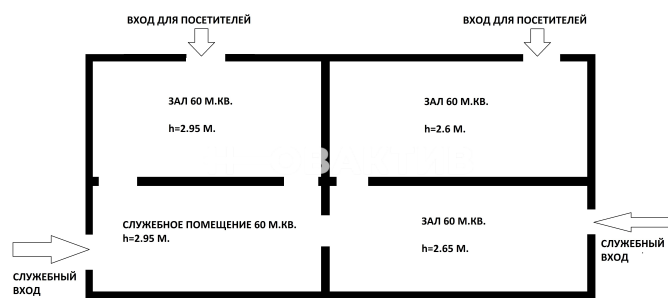 ВХОД ДЛЯ ПОСЕТИТЕЛЕЙ
ВХОД ДЛЯ ПОСЕТИТЕЛЕЙ
ЗАЛ 60 М.КВ.
h=2.95 М.
ЗАЛ 60 М.КВ.
h=2.6 М.
СЛУЖЕБНОЕ ПОМЕЩЕНИЕ 60 М.КВ.
h=2.95 М.
ЗАЛ 60 М.КВ.
h=2.65 М.
СЛУЖЕБНЫЙ
ВХОД
СЛУЖЕБНЫЙ
ВХОД